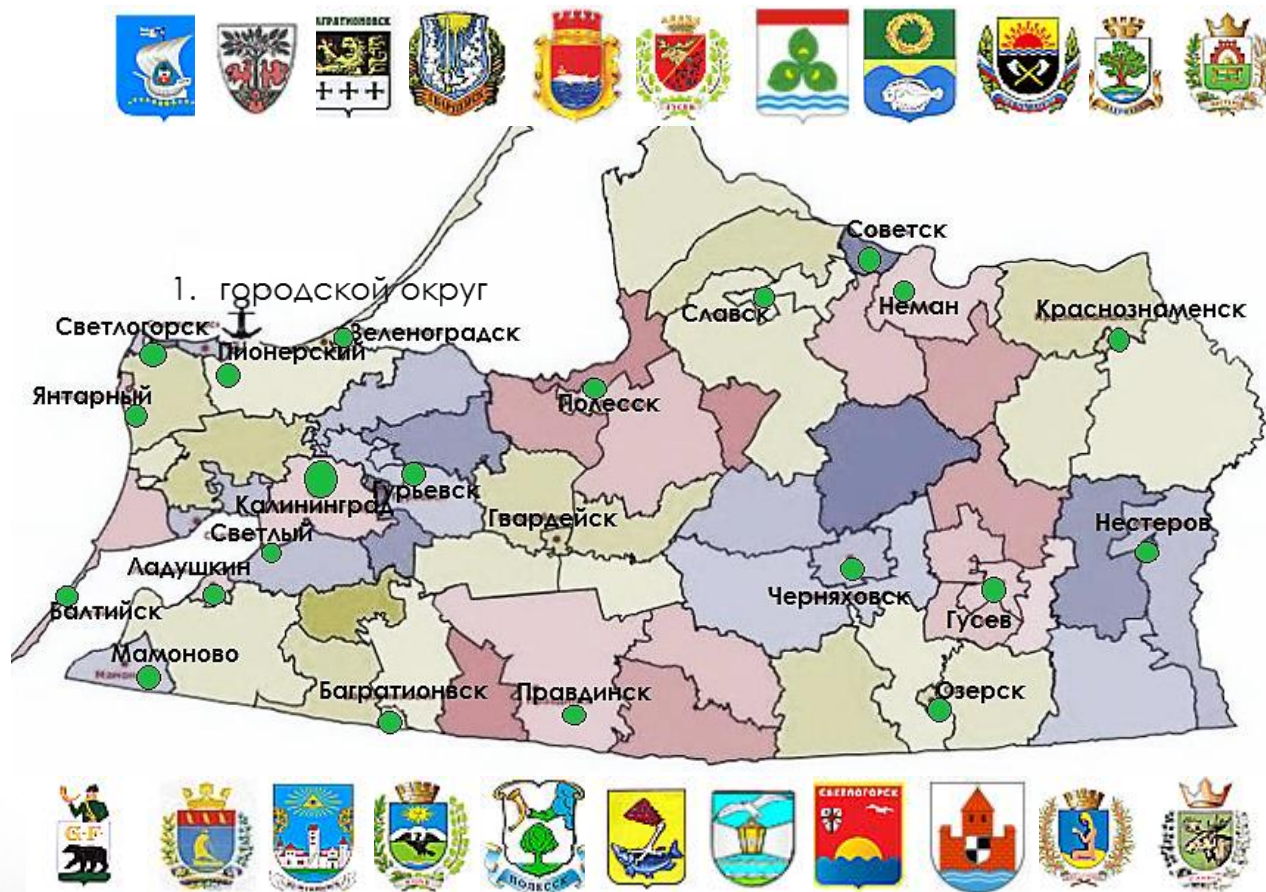 БАГРАТИОНОВСК
ГУСЕВ
1. городской округ
Советск
Славск
Неман
Краснознаменск
Светлогорск
Зеленоградск
Пионерский
Янтарный
Полесск
Калининград
Гурьевск
Гвардейск
Нестеров
Светлый
Ладушкин
Балтийск
Черняховск
Гусев
Мамоново
Багратионвск
Правдинск
Озерск
G F
ПОЛЕССК
СВЕТЛОГОРСК